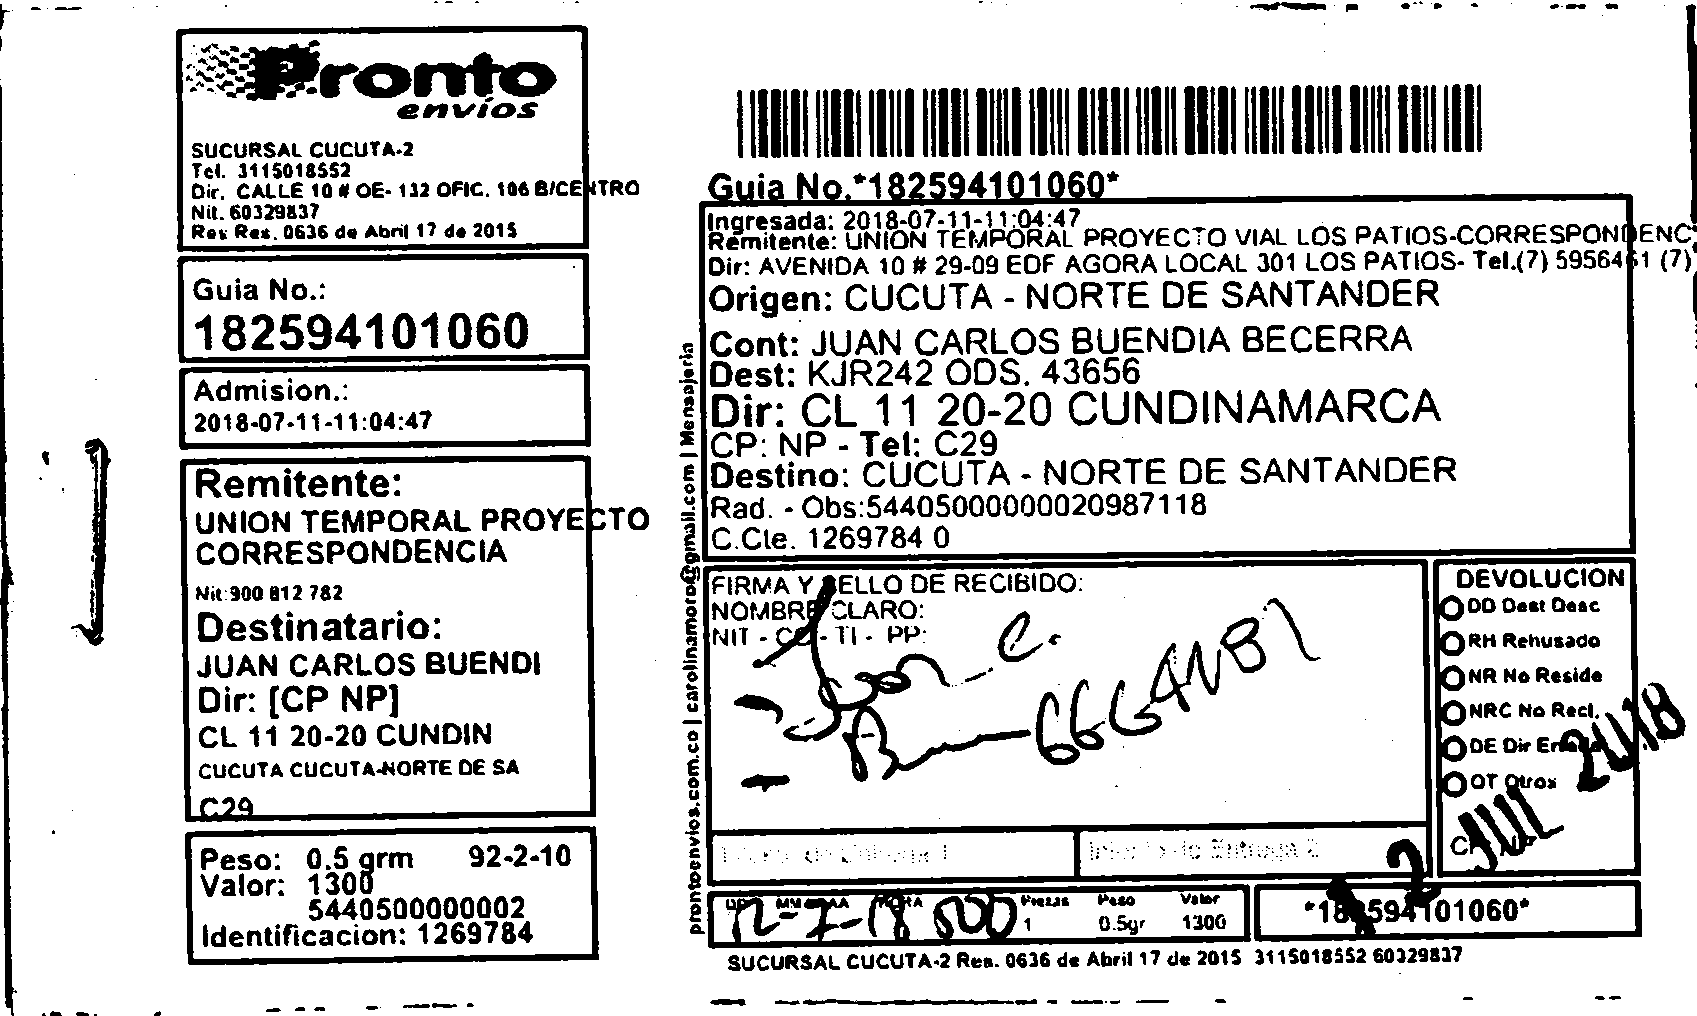 Pronto
envíos
SUCURSAL CUCUTA-2
Tel. 3115018552
Dir. CALLE 10 # OE- 132 OFIC. 106 B/CENTRO
Nit. 60329837
Res Res. 0636 de Abril 17 de 2015
Guia No.:
182594101060
Admision.:
2018-07-11-11:04:47
Remitente:
UNION TEMPORAL PROYECTO
CORRESPONDENCIA
Nit:900 812 782
Destinatario:
JUAN CARLOS BUENDI
Dir: [CP NP]
CL 11 20-20 CUNDIN
CUCUTA CUCUTA-NORTE DE SA
C29
Peso: 0.5 grm 92-2-10
Valor: 1300
5440500000002
Identificacion: 1269784
prontoenvios.com.co | carolinamoro@gmail.com | Mensajeria
Guia No.*182594101060*
Ingresada: 2018-07-11-11:04:47
Remitente: UNION TEMPORAL PROYECTO VIAL LOS PATIOS-CORRESPONDENC
Dir: AVENIDA 10 # 29-09 EDF AGORA LOCAL 301 LOS PATIOS- Tel.(7) 5956461 (7)
Origen: CUCUTA - NORTE DE SANTANDER
Cont: JUAN CARLOS BUENDIA BECERRA
Dest: KJR242 ODS. 43656
Dir: CL 11 20-20 CUNDINAMARCA
CP: NP - Tel: C29
Destino: CUCUTA - NORTE DE SANTANDER
Rad. - Obs:54405000000020987118
C.Cte. 1269784 0
FIRMA Y SELLO DE RECIBIDO:
NOMBRE CLARO:
NIT - CC - TI - PP:
DEVOLUCION
DD Dest Desc
RH Rehusado
NR No Reside
NRC No Recl.
DE Dir Errada
OT Otros
12 JUL 2018
12-7-18 500
Piezas Peso Valor
1 0.5gr 1300
*182594101060*
SUCURSAL CUCUTA-2 Res. 0636 de Abril 17 de 2015 3115018552 60329837